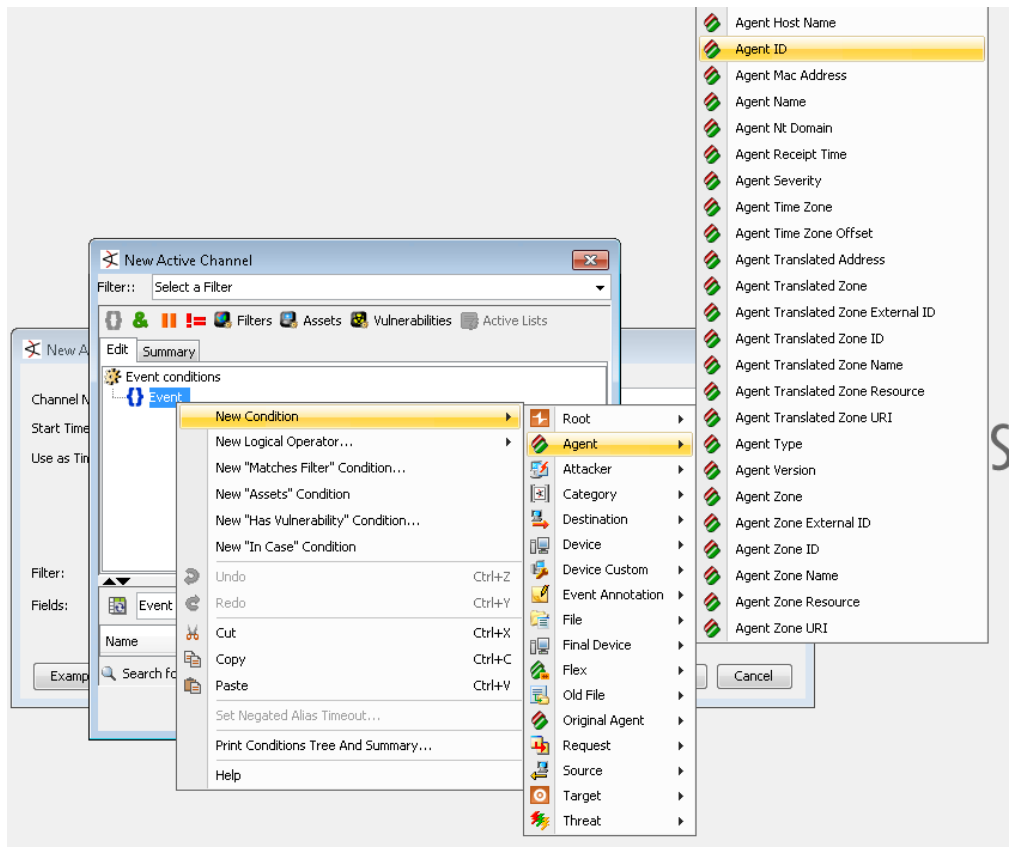 Agent Host Name
Agent ID
Agent Mac Address
Agent Name
Agent Nt Domain
Agent Receipt Time
Agent Severity
Agent Time Zone
Agent Time Zone Offset
Agent Translated Address
Agent Translated Zone
Agent Translated Zone External ID
Agent Translated Zone ID
Agent Translated Zone Name
Agent Translated Zone Resource
Agent Translated Zone URI
Agent Type
Agent Version
Agent Zone
Agent Zone External ID
Agent Zone ID
Agent Zone Name
Agent Zone Resource
Agent Zone URI
New Active Channel
Filter:: Select a Filter
Filters Assets Vulnerabilities Active Lists
Edit Summary
Event conditions
Event
New A
Channel N
Start Time
Use as Tin
Filter:
Fields:
Event
Name
Search fo
Examp
Cancel
New Condition
New Logical Operator...
New "Matches Filter" Condition...
New "Assets" Condition
New "Has Vulnerability" Condition...
New "In Case" Condition
Undo Ctrl+Z
Redo Ctrl+Y
Cut Ctrl+X
Copy Ctrl+C
Paste Ctrl+V
Set Negated Alias Timeout...
Print Conditions Tree And Summary...
Help
Root
Agent
Attacker
Category
Destination
Device
Device Custom
Event Annotation
File
Final Device
Flex
Old File
Original Agent
Request
Source
Target
Threat
S